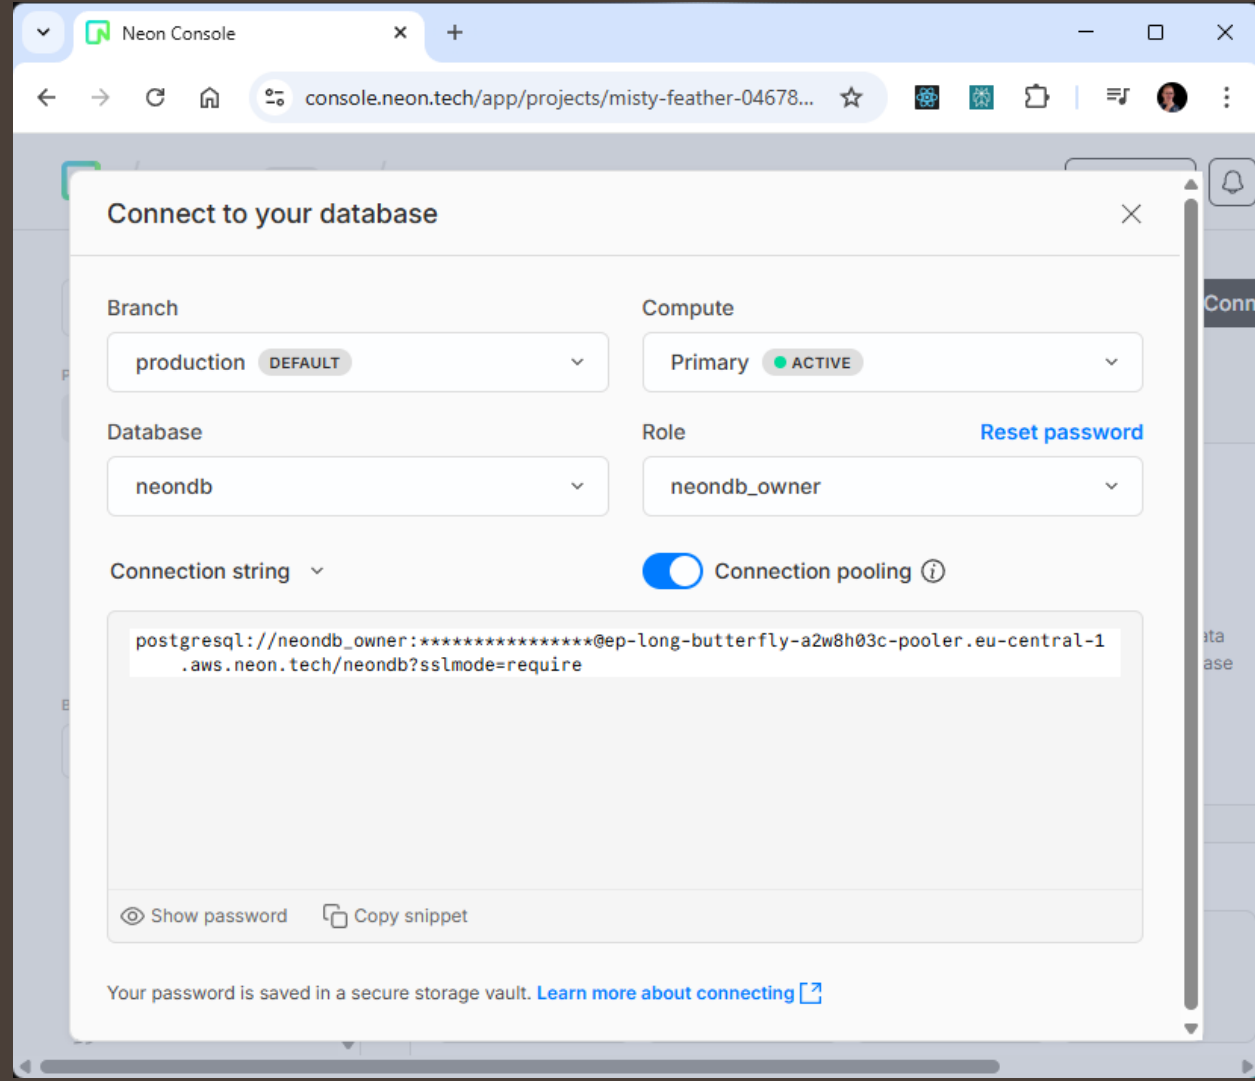 Neon Console
console.neon.tech/app/projects/misty-feather-04678...
Connect to your database
Conn
Branch
Compute
production DEFAULT
Primary ACTIVE
Database
Role
Reset password
neondb
neondb_owner
Connection string
Connection pooling
postgresql://neondb_owner:****************@ep-long-butterfly-a2w8h03c-pooler.eu-central-1
.aws.neon.tech/neondb?sslmode=require
ase
Show password
Copy snippet
Your password is saved in a secure storage vault. Learn more about connecting